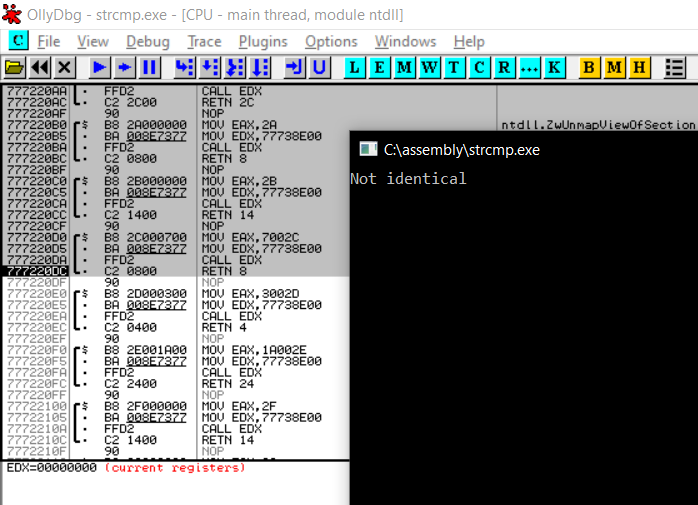 OllyDbg - strcmp.exe - [CPU - main thread, module ntdll]
C File View Debug Trace Plugins Options Windows Help
L E M W T C R ... K B M H
777220AA . FFD2 CALL EDX
777220AC . C2 2C00 RETN 2C
777220AF 90 NOP
777220B0 $ B8 2A000000 MOV EAX,2A ntdll.ZwUnmapViewOfSection
777220B5 . BA 008E7377 MOV EDX,77738E00
777220BA . FFD2 CALL EDX
777220BC . C2 0800 RETN 8
777220BF 90 NOP
777220C0 $ B8 2B000000 MOV EAX,2B
777220C5 . BA 008E7377 MOV EDX,77738E00
777220CA . FFD2 CALL EDX
777220CC . C2 1400 RETN 14
777220CF 90 NOP
777220D0 $ B8 2C000700 MOV EAX,7002C
777220D5 . BA 008E7377 MOV EDX,77738E00
777220DA . FFD2 CALL EDX
777220DC . C2 0800 RETN 8
777220DF 90 NOP
777220E0 $ B8 2D000300 MOV EAX,3002D
777220E5 . BA 008E7377 MOV EDX,77738E00
777220EA . FFD2 CALL EDX
777220EC . C2 0400 RETN 4
777220EF 90 NOP
777220F0 $ B8 2E001A00 MOV EAX,1A002E
777220F5 . BA 008E7377 MOV EDX,77738E00
777220FA . FFD2 CALL EDX
777220FC . C2 2400 RETN 24
777220FF 90 NOP
77722100 $ B8 2F000000 MOV EAX,2F
77722105 . BA 008E7377 MOV EDX,77738E00
7772210A . FFD2 CALL EDX
7772210C . C2 1400 RETN 14
7772210F 90 NOP
EDX=00000000 (current registers)
C:\assembly\strcmp.exe
Not identical